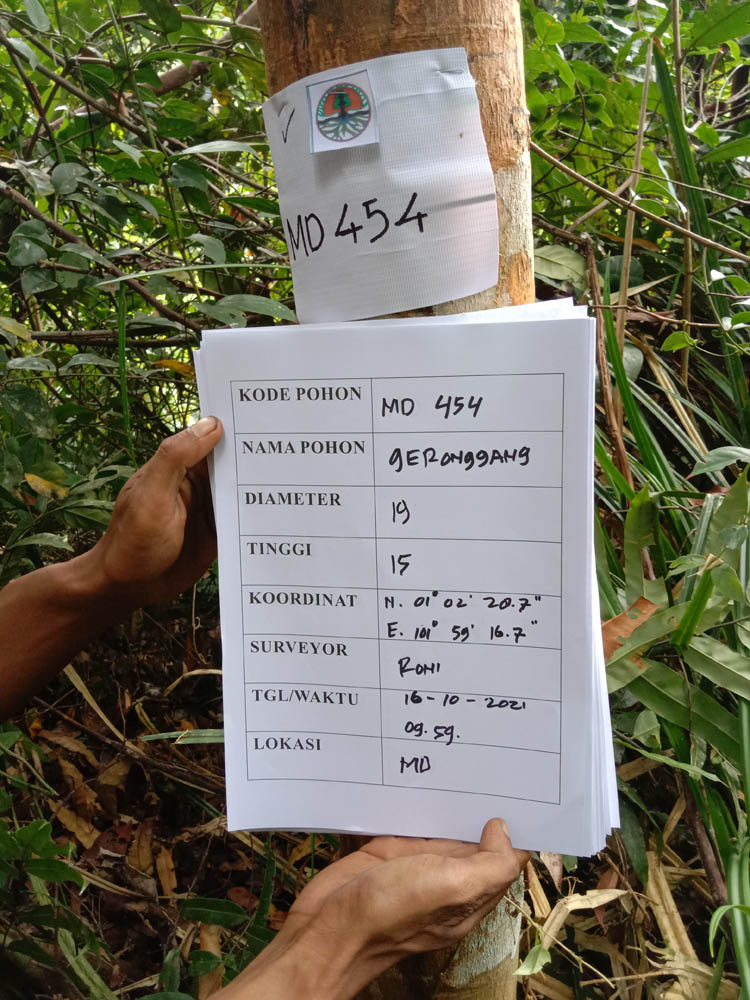 MD 454
KODE POHON MD 454
NAMA POHON gERONggANg
DIAMETER 19
TINGGI 15
KOORDINAT N. 01° 02' 20.7"
E. 101° 59' 16.7"
SURVEYOR RONI
TGL/WAKTU 16-10-2021
09.59.
LOKASI MD